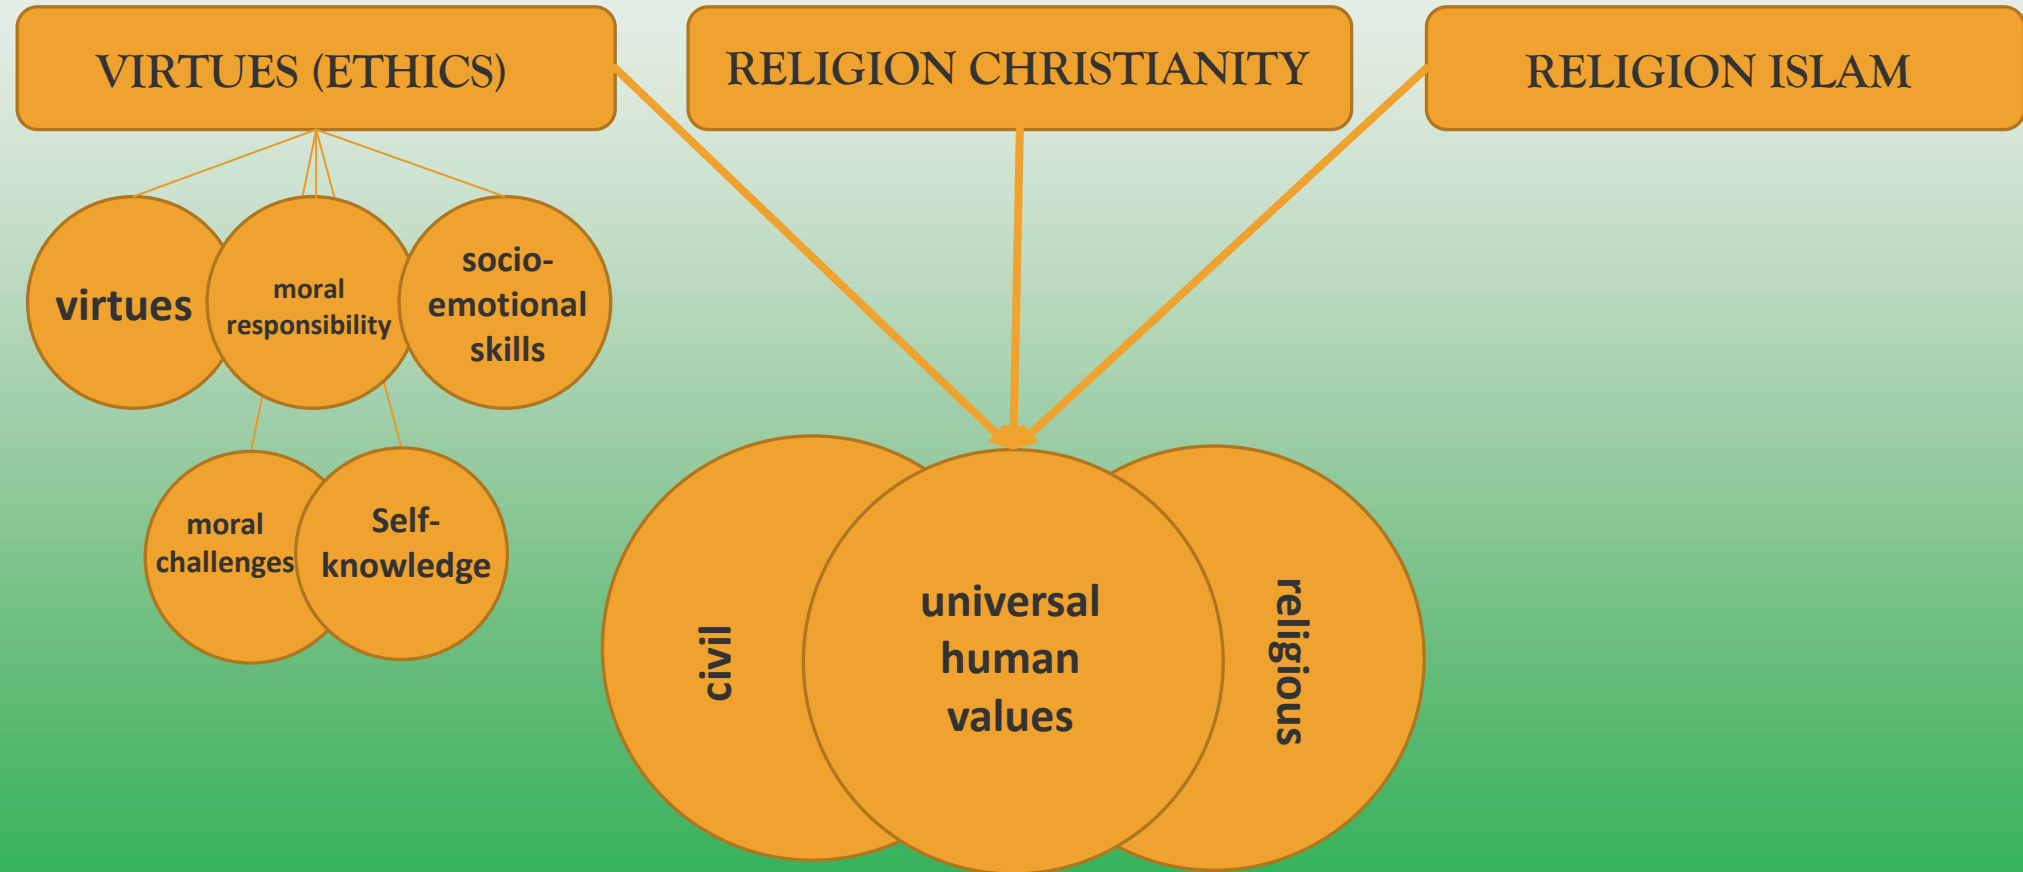 VIRTUES (ETHICS)
RELIGION CHRISTIANITY
RELIGION ISLAM
virtues
moral
responsibility
socio-
emotional
skills
moral
challenges
Self-
knowledge
civil
universal
human
values
religious